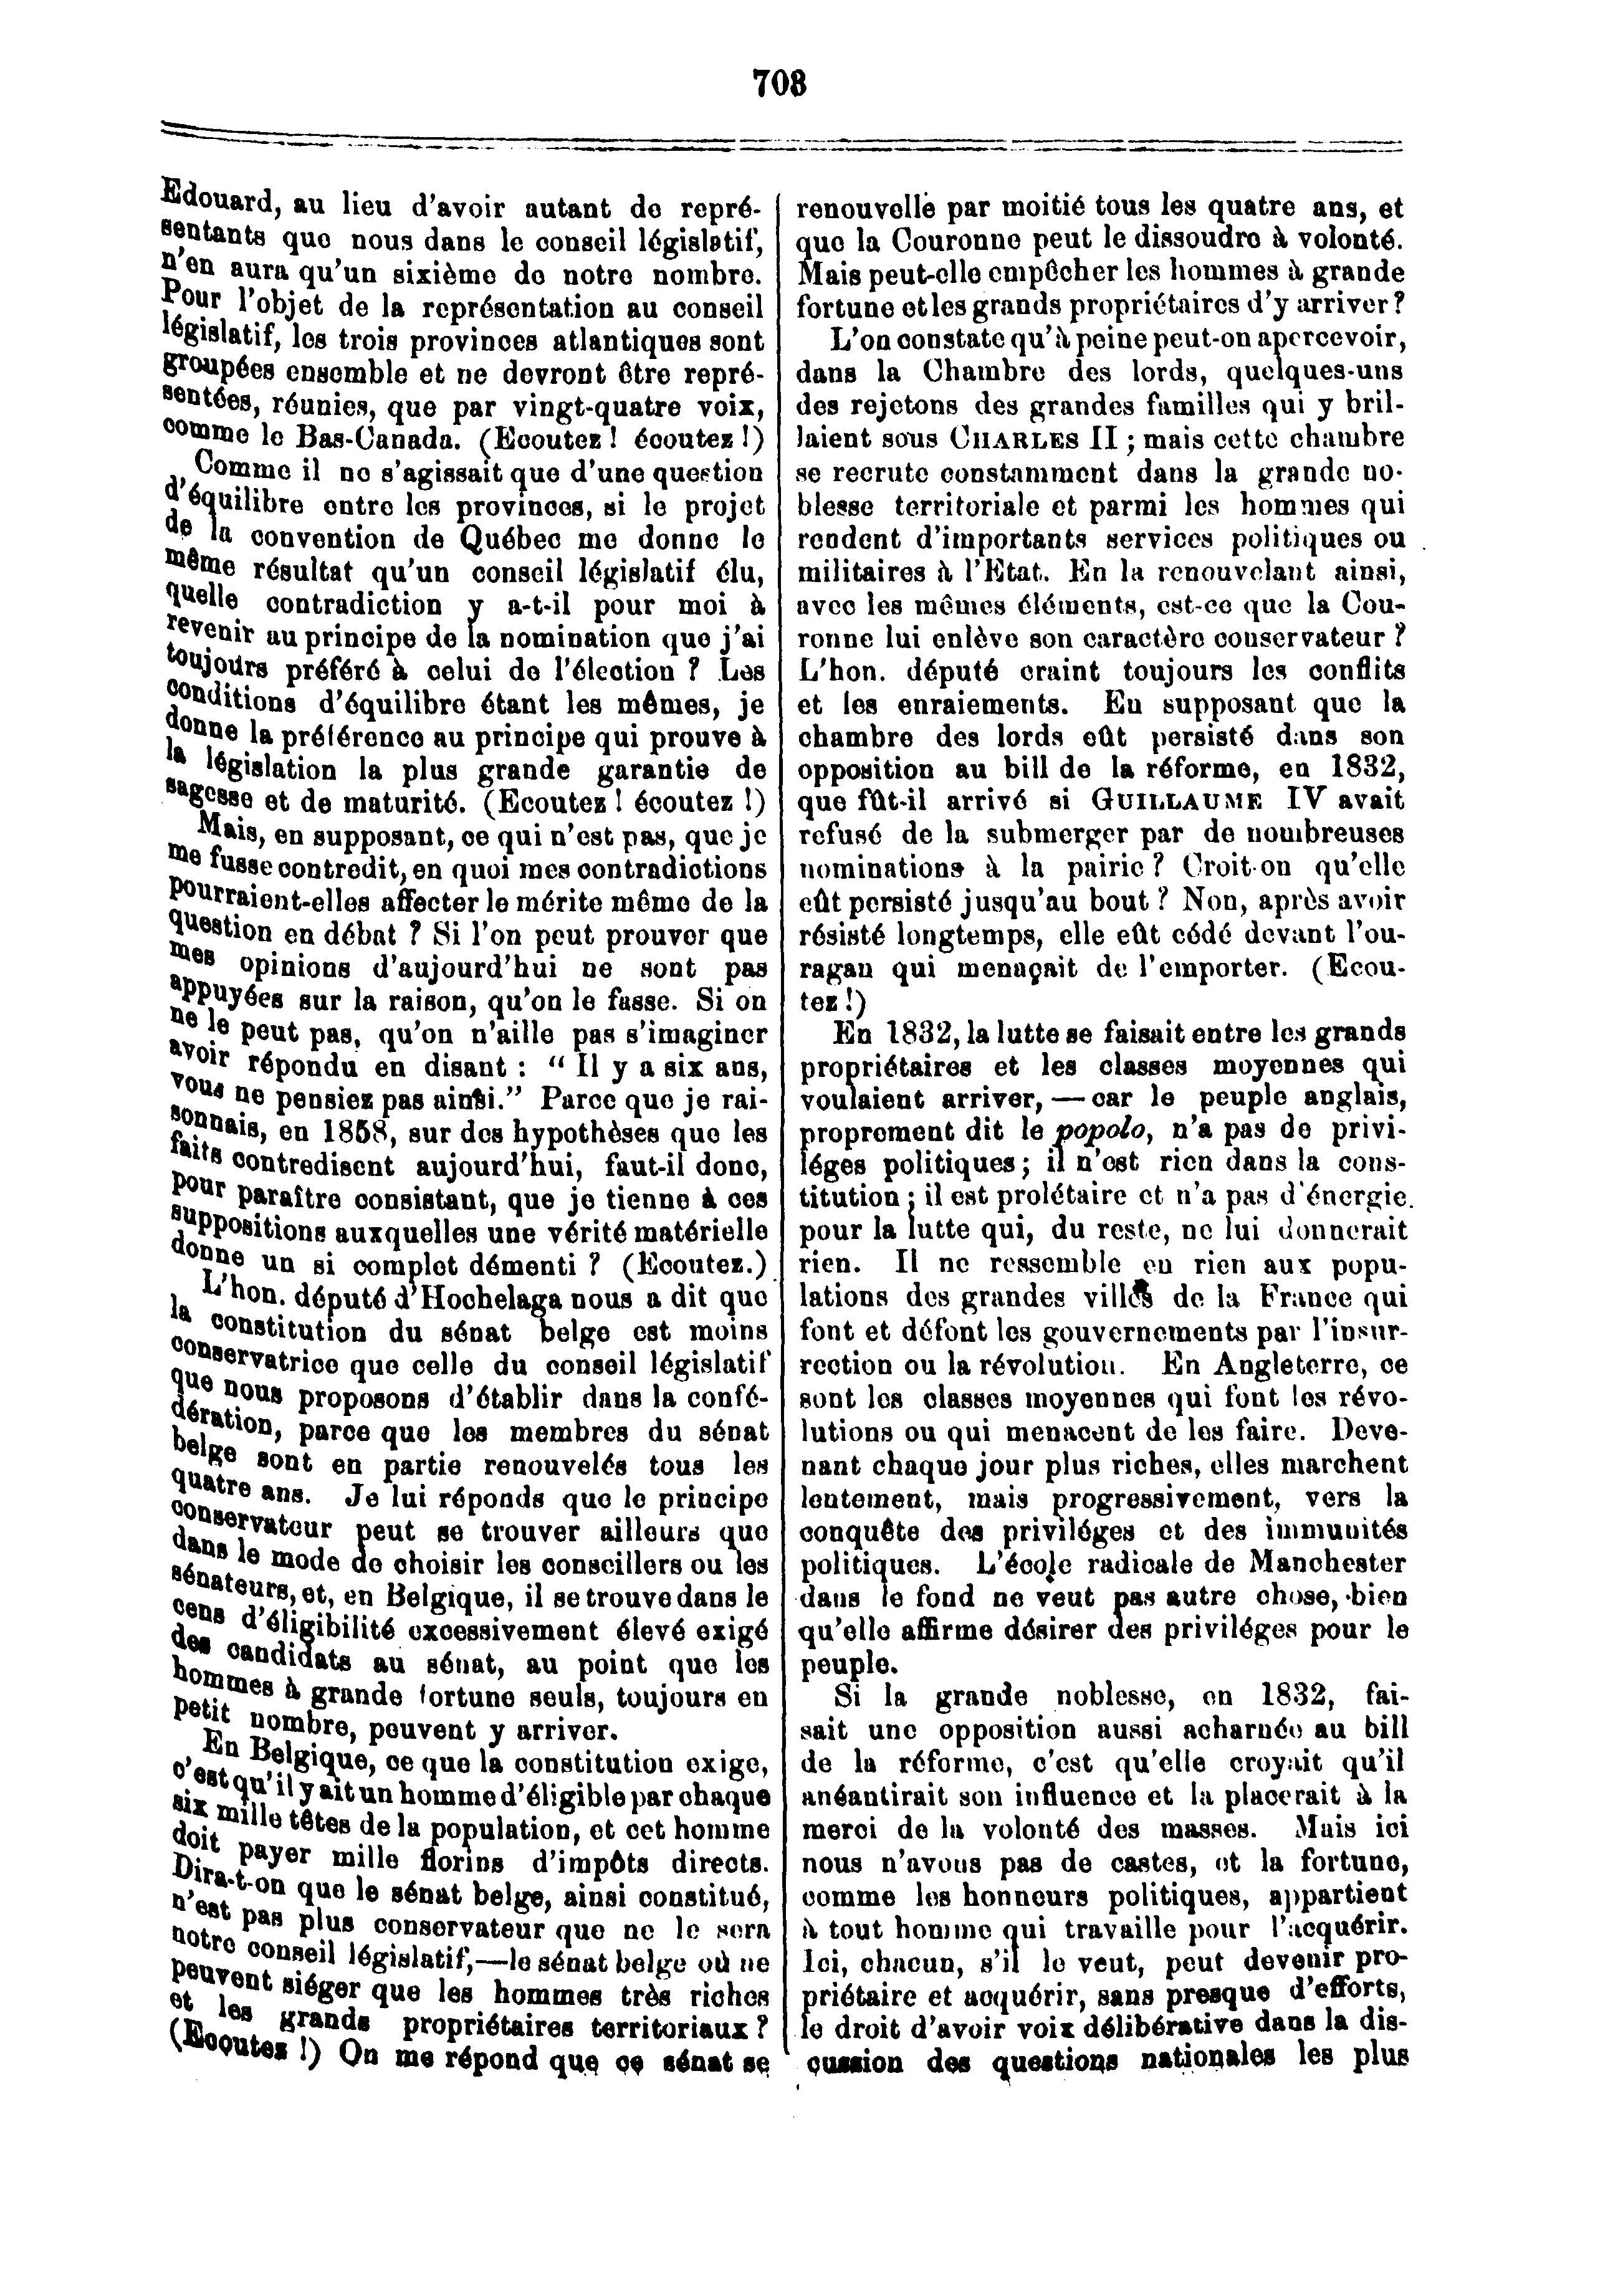 708
Edouard, au lieu d'avoir autant de repré-
sentants que nous dans le conseil législatif,
n'en aura qu'un sixième de notre nombre.
Pour l'objet de la représentation au conseil
législatif, les trois provinces atlantiques sont
groupées ensemble et ne devront être repré-
sentées, réunies, que par vingt-quatre voix,
comme le Bas-Canada. (Ecoutez ! écoutez !)
Comme il ne s'agissait que d'une question
d'équilibre entre les provinces, si le projet
de la convention de Québec me donne le
même résultat qu'un conseil législatif élu,
quelle contradiction y a-t-il pour moi à
revenir au principe de la nomination que j'ai
toujours préféré à celui de l'élection ? Les
conditions d'équilibre étant les mêmes, je
donne la préférence au principe qui prouve à
la législation la plus grande garantie de
sagesse et de maturité. (Ecoutez ! écoutez !)
Mais, en supposant, ce qui n'est pas, que je
me fusse contredit, en quoi mes contradictions
pourraient-elles affecter le mérite même de la
question en débat ? Si l'on peut prouver que
mes opinions d'aujourd'hui ne sont pas
appuyées sur la raison, qu'on le fasse. Si on
ne le peut pas, qu'on n'aille pas s'imaginer
avoir répondu en disant : “ Il y a six ans,
vous ne pensiez pas ainsi.” Parce que je rai-
sonnais, en 1858, sur des hypothèses que les
faits contredisent aujourd'hui, faut-il donc,
pour paraître consistant, que je tienne à ces
suppositions auxquelles une vérité matérielle
donne un si complet démenti ? (Ecoutez.)
L'hon. député d'Hochelaga nous a dit que
la constitution du sénat belge est moins
conservatrice que celle du conseil législatif
que nous proposons d'établir dans la confé-
dération, parce que les membres du sénat
belge sont en partie renouvelés tous les
quatre ans. Je lui réponds que le principe
conservateur peut se trouver ailleurs que
dans le mode de choisir les conseillers ou les
sénateurs, et, en Belgique, il se trouve dans le
cens d'éligibilité excessivement élevé exigé
des candidats au sénat, au point que les
hommes à grande fortune seuls, toujours en
petit nombre, peuvent y arriver.
En Belgique, ce que la constitution exige,
c'est qu'il y ait un homme d'éligible par chaque
six mille têtes de la population, et cet homme
doit payer mille florins d'impôts directs.
Dira-t-on que le sénat belge, ainsi constitué,
n'est pas plus conservateur que ne le sera
notre conseil législatif,—le sénat belge où ne
peuvent siéger que les hommes très riches
et les grands propriétaires territoriaux ?
(Ecoutez !) On me répond que ce sénat se
renouvelle par moitié tous les quatre ans, et
que la Couronne peut le dissoudre à volonté.
Mais peut-elle empêcher les hommes à grande
fortune et les grands propriétaires d'y arriver ?
L'on constate qu'à peine peut-on apercevoir,
dans la Chambre des lords, quelques-uns
des rejetons des grandes familles qui y bril-
laient sous CHARLES II ; mais cette chambre
se recrute constamment dans la grande no-
blesse territoriale et parmi les hommes qui
rendent d'importants services politiques ou
militaires à l'Etat. En la renouvelant ainsi,
avec les mêmes éléments, est-ce que la Cou-
ronne lui enlève son caractère conservateur ?
L'hon. député craint toujours les conflits
et les enraiements. En supposant que la
chambre des lords eût persisté dans son
opposition au bill de la réforme, en 1832,
que fût-il arrivé si GUILLAUME IV avait
refusé de la submerger par de nombreuses
nominations à la pairie ? Croit-on qu'elle
eût persisté jusqu'au bout ? Non, après avoir
résisté longtemps, elle eût cédé devant l'ou-
ragan qui menaçait de l'emporter. (Ecou-
tez !)
En 1832, la lutte se faisait entre les grands
propriétaires et les classes moyennes qui
voulaient arriver, — car le peuple anglais,
proprement dit le popolo, n'a pas de privi-
léges politiques ; il n'est rien dans la cons-
titution ; il est prolétaire et n'a pas d'énergie
pour la lutte qui, du reste, ne lui donnerait
rien. Il ne ressemble en rien aux popu-
lations des grandes villes de la France qui
font et défont les gouvernements par l'insur-
rection ou la révolution. En Angleterre, ce
sont les classes moyennes qui font les révo-
lutions ou qui menacent de les faire. Deve-
nant chaque jour plus riches, elles marchent
lentement, mais progressivement, vers la
conquête des priviléges et des immunités
politiques. L'école radicale de Manchester
dans le fond ne veut pas autre chose, bien
qu'elle affirme désirer des priviléges pour le
peuple.
Si la grande noblesse, en 1832, fai-
sait une opposition aussi acharnée au bill
de la réforme, c'est qu'elle croyait qu'il
anéantirait son influence et la placerait à la
merci de la volonté des masses. Mais ici
nous n'avons pas de castes, et la fortune,
comme les honneurs politiques, appartient
à tout homme qui travaille pour l'acquérir.
Ici, chacun, s'il le veut, peut devenir pro-
priétaire et acquérir, sans presque d'efforts,
le droit d'avoir voix délibérative dans la dis-
cussion des questions nationales les plus